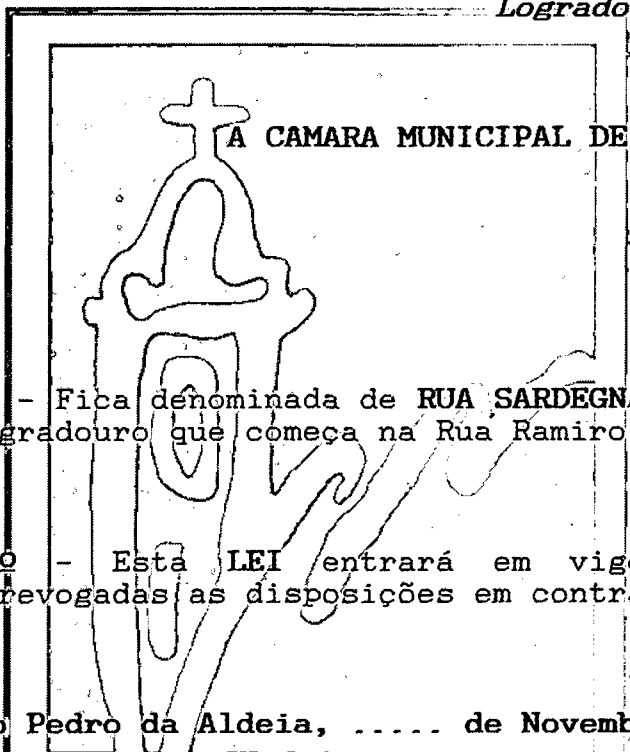 Logrado
A CAMARA MUNICIPAL DE
- Fica denominada de RUA SARDEGNA
gradouro que começa na Rua Ramiro
º - Esta LEI entrará em vig
revogadas as disposições em contr
Pedro da Aldeia, ..... de Novemb